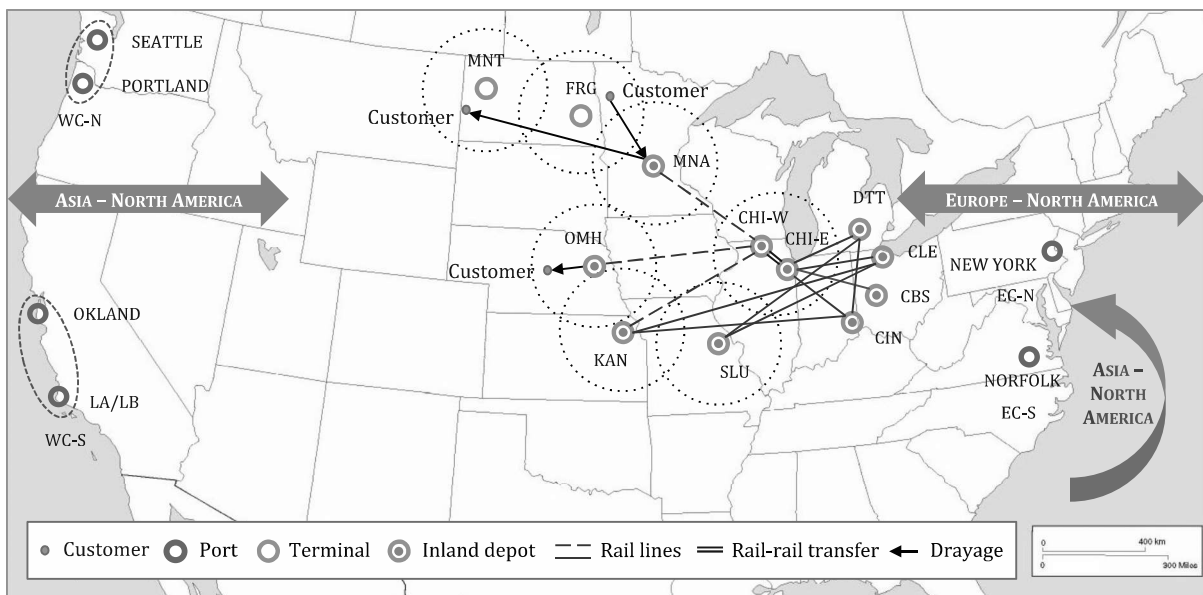 SEATTLE
PORTLAND
WC-N
MNT
FRG
Customer
Customer
MNA
ASIA – NORTH AMERICA
EUROPE – NORTH AMERICA
DTT
CHI-W
OMH
CHI-E
CLE
Customer
NEW YORK
CBS
EC-N
OKLAND
CIN
KAN
SLU
NORFOLK
ASIA –
NORTH
AMERICA
LA/LB
EC-S
WC-S
Customer Port Terminal Inland depot Rail lines Rail-rail transfer Drayage
0 400 km
0 300 Miles